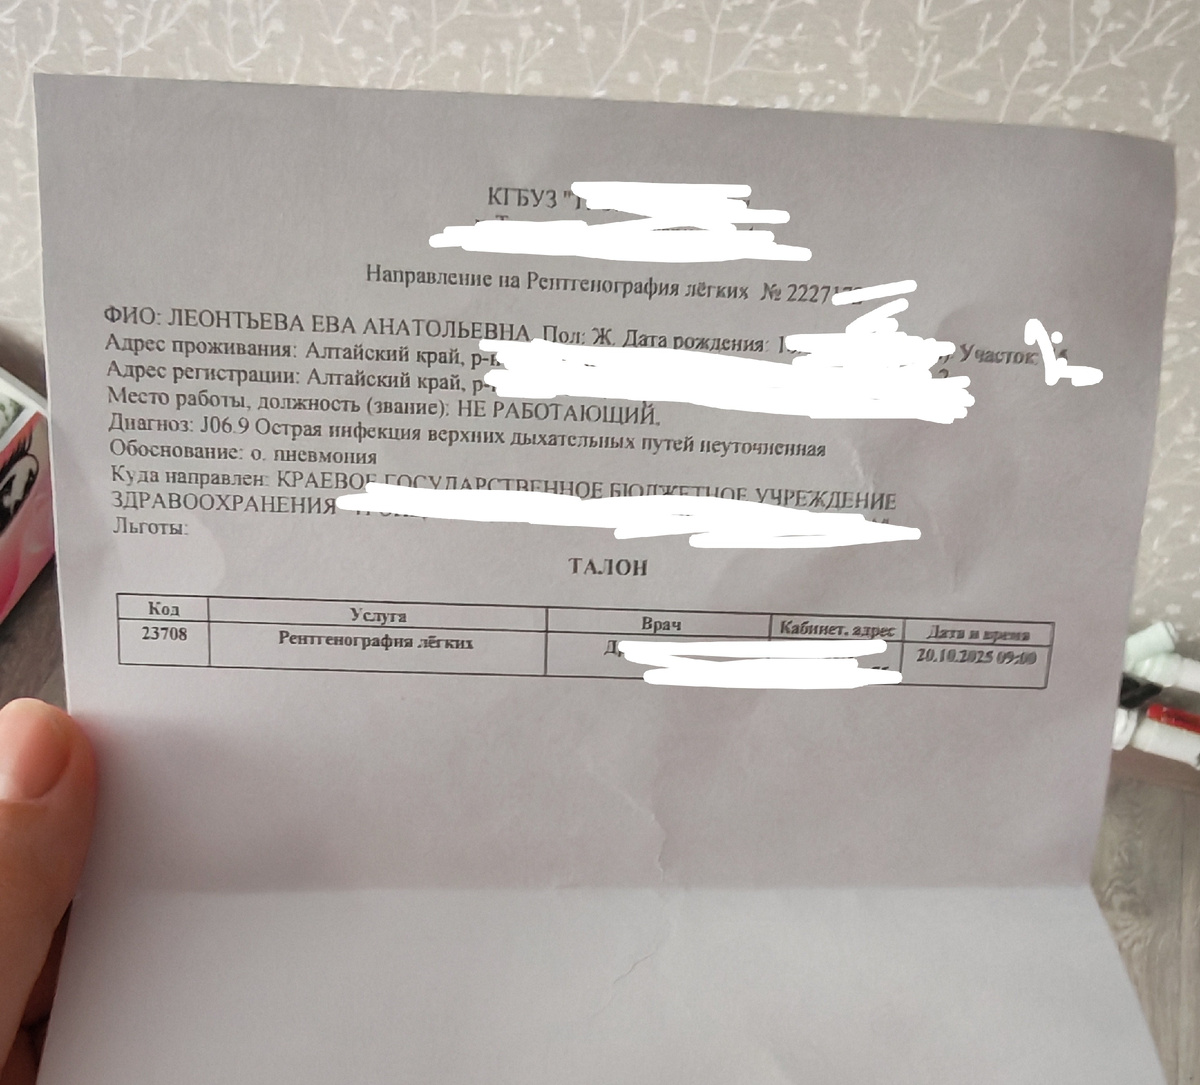 КГБУЗ "
Направление на Рентгенография лёгких № 2227
ФИО: ЛЕОНТЬЕВА ЕВА АНАТОЛЬЕВНА, Пол: Ж. Дата рождения: Участок:
Адрес проживания: Алтайский край, р-
Адрес регистрации: Алтайский край, р-
Место работы, должность (звание): НЕ РАБОТАЮЩИЙ,
Диагноз: J06.9 Острая инфекция верхних дыхательных путей неуточненная
Обоснование: о. пневмония
Куда направлен: КРАЕВОЕ ГОСУДАРСТВЕННОЕ БЮДЖЕТНОЕ УЧРЕЖДЕНИЕ
ЗДРАВООХРАНЕНИЯ
Льготы:
ТАЛОН
Код Услуга Врач Кабинет, адрес Дата и время
23708 Рентгенография лёгких 20.10.2025 09:00